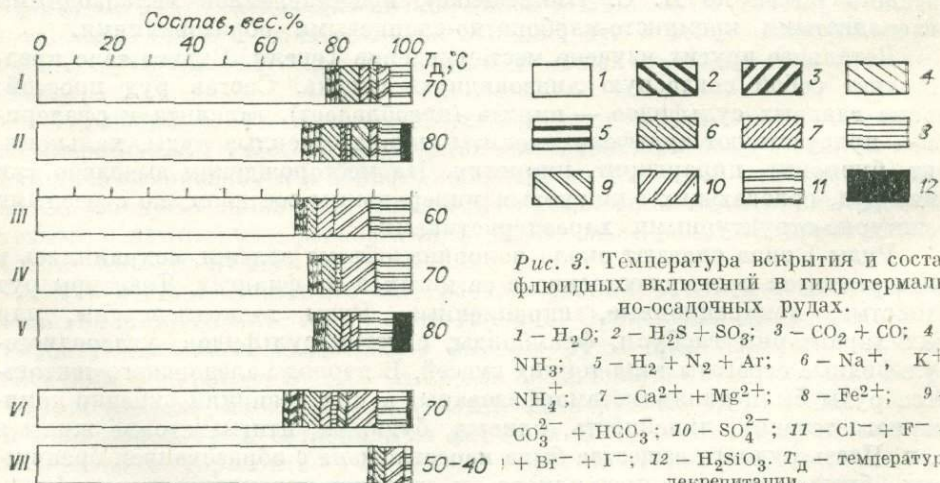 Состав, вес.%
0 20 40 60 80 100
Tд,°C
I 70
II 80
III 60
IV 70
V 80
VI 70
VII 50-40
1 2 3 4
5 6 7 8
9 10 11 12
Рис. 3. Температура вскрытия и соста
флюидных включений в гидротермаль
но-осадочных рудах.
1 — H₂O; 2 — H₂S + SO₂; 3 — CO₂ + CO; 4
NH₃; 5 — H₂ + N₂ + Ar; 6 — Na⁺ K⁺
NH₄⁺; 7 — Ca²⁺ + Mg²⁺; 8 — Fe²⁺; 9
CO₃²⁻ + HCO₃⁻; 10 — SO₄²⁻; 11 — Cl⁻ + F⁻
+ Br⁻ + I⁻; 12 — H₂SiO₃. Tд — температур
декрепитации.